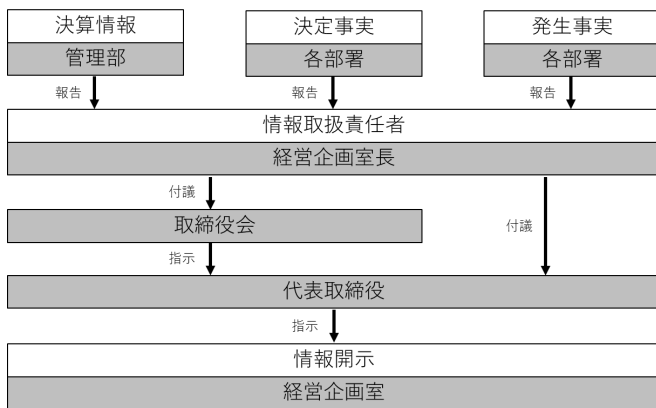 決算情報
管理部
決定事実
各部署
発生事実
各部署
報告
報告
報告
情報取扱責任者
経営企画室長
付議
取締役会
付議
指示
代表取締役
指示
情報開示
経営企画室